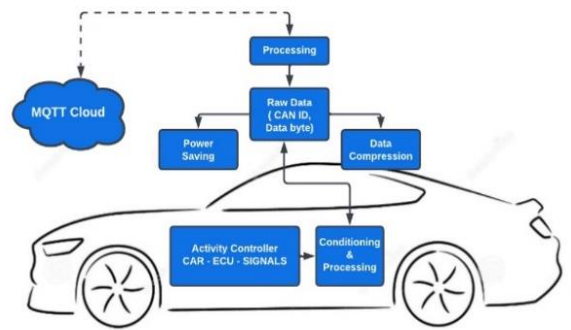 Processing
MQTT Cloud
Raw Data
( CAN ID,
Data byte)
Power
Saving
Data
Compression
Activity Controller
CAR - ECU - SIGNALS
Conditioning
&
Processing